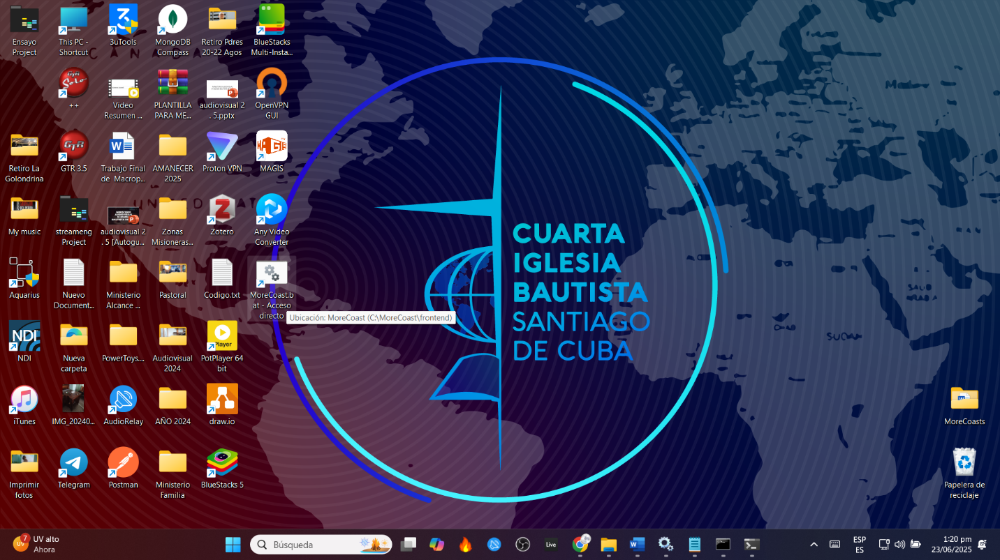 Ensayo
Project
This PC -
Shortcut
3uTools
MongoDB
Compass
Retiro Pdres
20-22 Agos
BlueStacks
Multi-Insta...
++
Video
Resumen ...
PLANTILLA
PARA ME...
audiovisual 2
. 5.pptx
OpenVPN
GUI
Retiro La
Golondrina
GTR 3.5
Trabajo Final
de Macrop...
AMANECER
2025
Proton VPN
MAGIS
My music
streameng
Project
audiovisual 2
. 5 [Autogu...
Zonas
Misioneras...
Zotero
Any Video
Converter
Aquarius
Nuevo
Document...
Ministerio
Alcance ...
Pastoral
Codigo.txt
MoreCoast.b
at - Acceso
directo
Ubicación: MoreCoast (C:\MoreCoast\frontend)
NDI
NDI
Nueva
carpeta
PowerToys....
Audiovisual
2024
Player
PotPlayer 64
bit
iTunes
IMG_20240...
AudioRelay
AÑO 2024
draw.io
Imprimir
fotos
Telegram
Postman
Ministerio
Familia
BlueStacks 5
CUARTA
IGLESIA
BAUTISTA
SANTIAGO
DE CUBA
MoreCoasts
Papelera de
reciclaje
7
UV alto
Ahora
Búsqueda
Live
ESP
ES
1:20 pm
23/06/2025